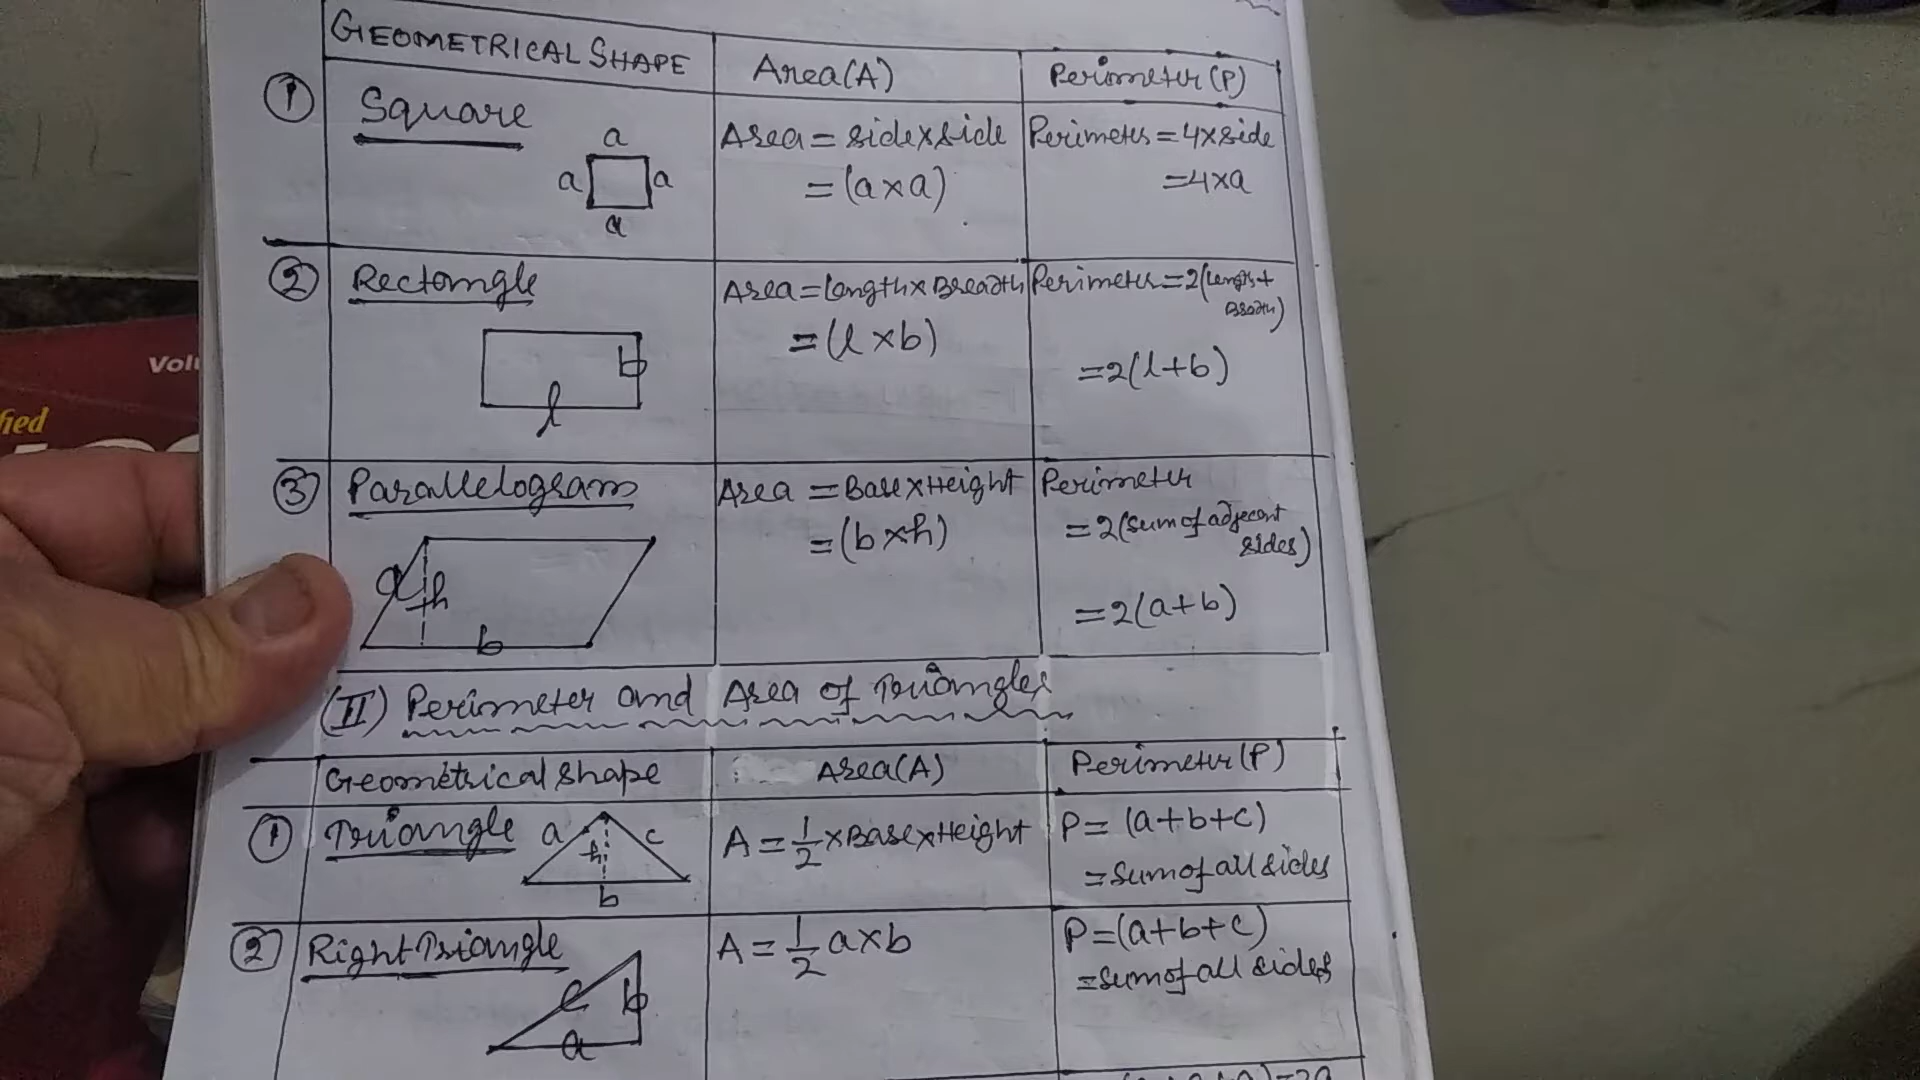 GEOMETRICAL SHAPE Area(A) Perimeter(P)
① Square
a
a a
a
Area = side×side
= (a×a)
Perimeter = 4×side
=4×a
② Rectangle
b
l
Area = Length×Breadth
= (l×b)
Perimeter = 2(Length+
Breadth)
=2(l+b)
③ Parallelogram
a h
b
Area = Base×Height
= (b×h)
Perimeter
= 2(sum of adjecent
sides)
= 2(a+b)
(II) Perimeter and Area of Triangles
Geometrical shape Area(A) Perimeter(P)
① Triangle
a h c
b
A = 1/2 × Base×Height
P = (a+b+c)
= sum of all sides
② Right Triangle
c b
a
A = 1/2 a×b
P=(a+b+c)
=sum of all sides
Volu
fied